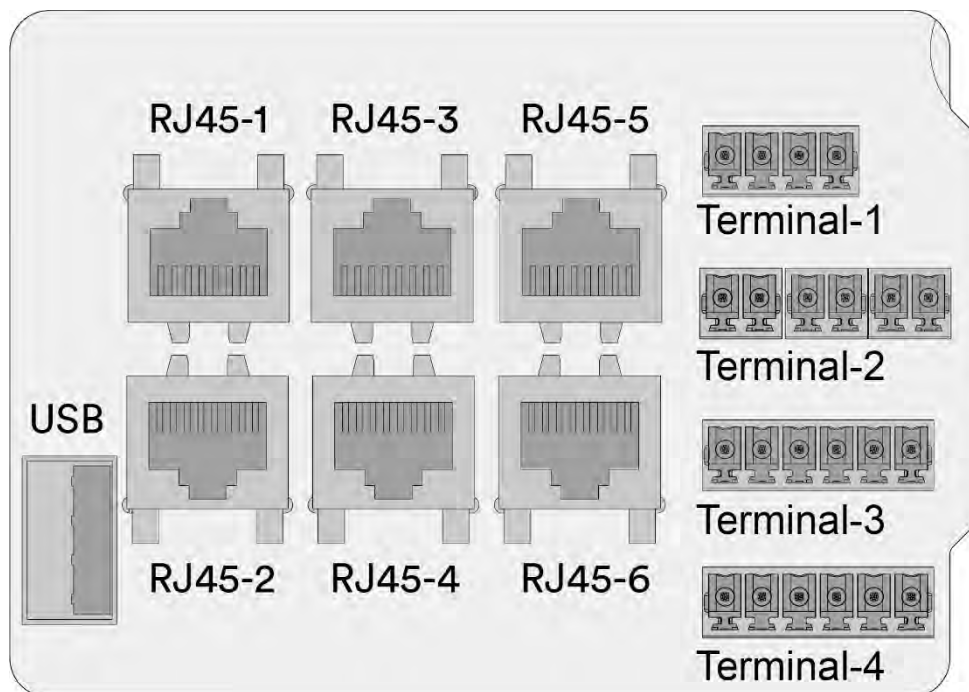 RJ45-1 RJ45-3 RJ45-5
Terminal-1
Terminal-2
USB
Terminal-3
RJ45-2 RJ45-4 RJ45-6
Terminal-4